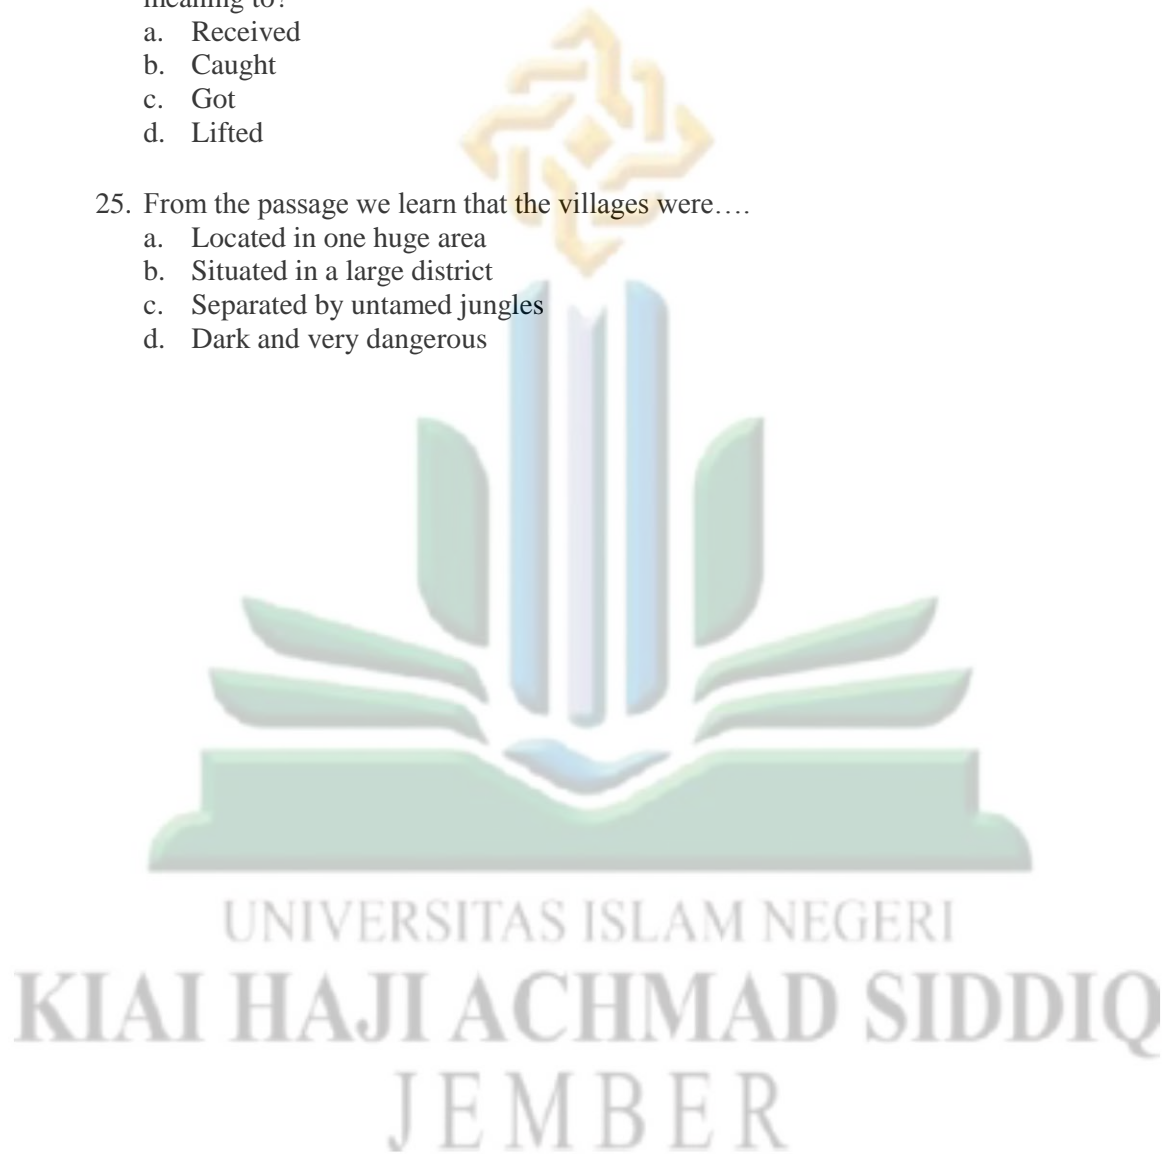 meaning to?
a. Received
b. Caught
c. Got
d. Lifted
25. From the passage we learn that the villages were….
a. Located in one huge area
b. Situated in a large district
c. Separated by untamed jungles
d. Dark and very dangerous
UNIVERSITAS ISLAM NEGERI
KIAI HAJI ACHMAD SIDDIQ
JEMBER